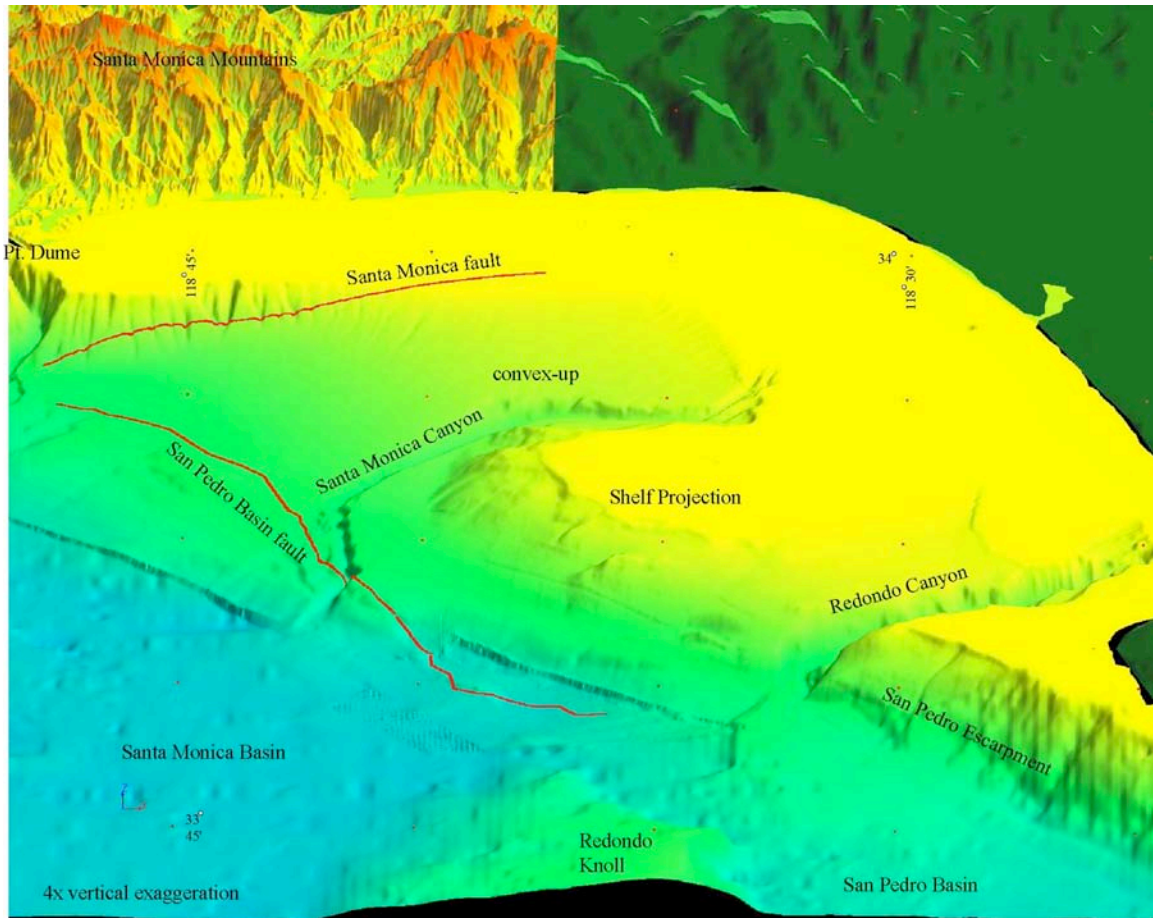 Santa Monica Mountains
Pt. Dume
118° 45'
Santa Monica fault
34°
118° 30'
convex-up
Santa Monica Canyon
San Pedro Basin fault
Shelf Projection
Redondo Canyon
San Pedro Escarpment
Santa Monica Basin
33°
45'
Redondo
Knoll
4x vertical exaggeration
San Pedro Basin